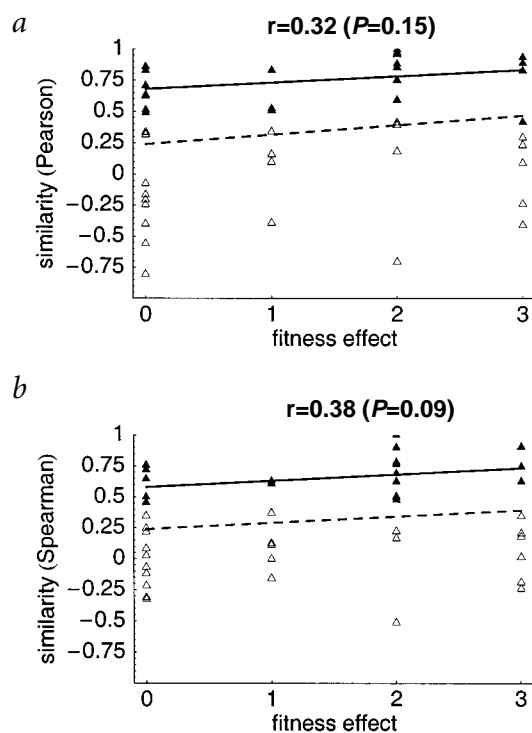 a
r=0.32 (P=0.15)
1
0.75
0.5
0.25
0
−0.25
−0.5
−0.75
similarity (Pearson)
0 1 2 3
fitness effect
b
r=0.38 (P=0.09)
1
0.75
0.5
0.25
0
−0.25
−0.5
−0.75
similarity (Spearman)
0 1 2 3
fitness effect